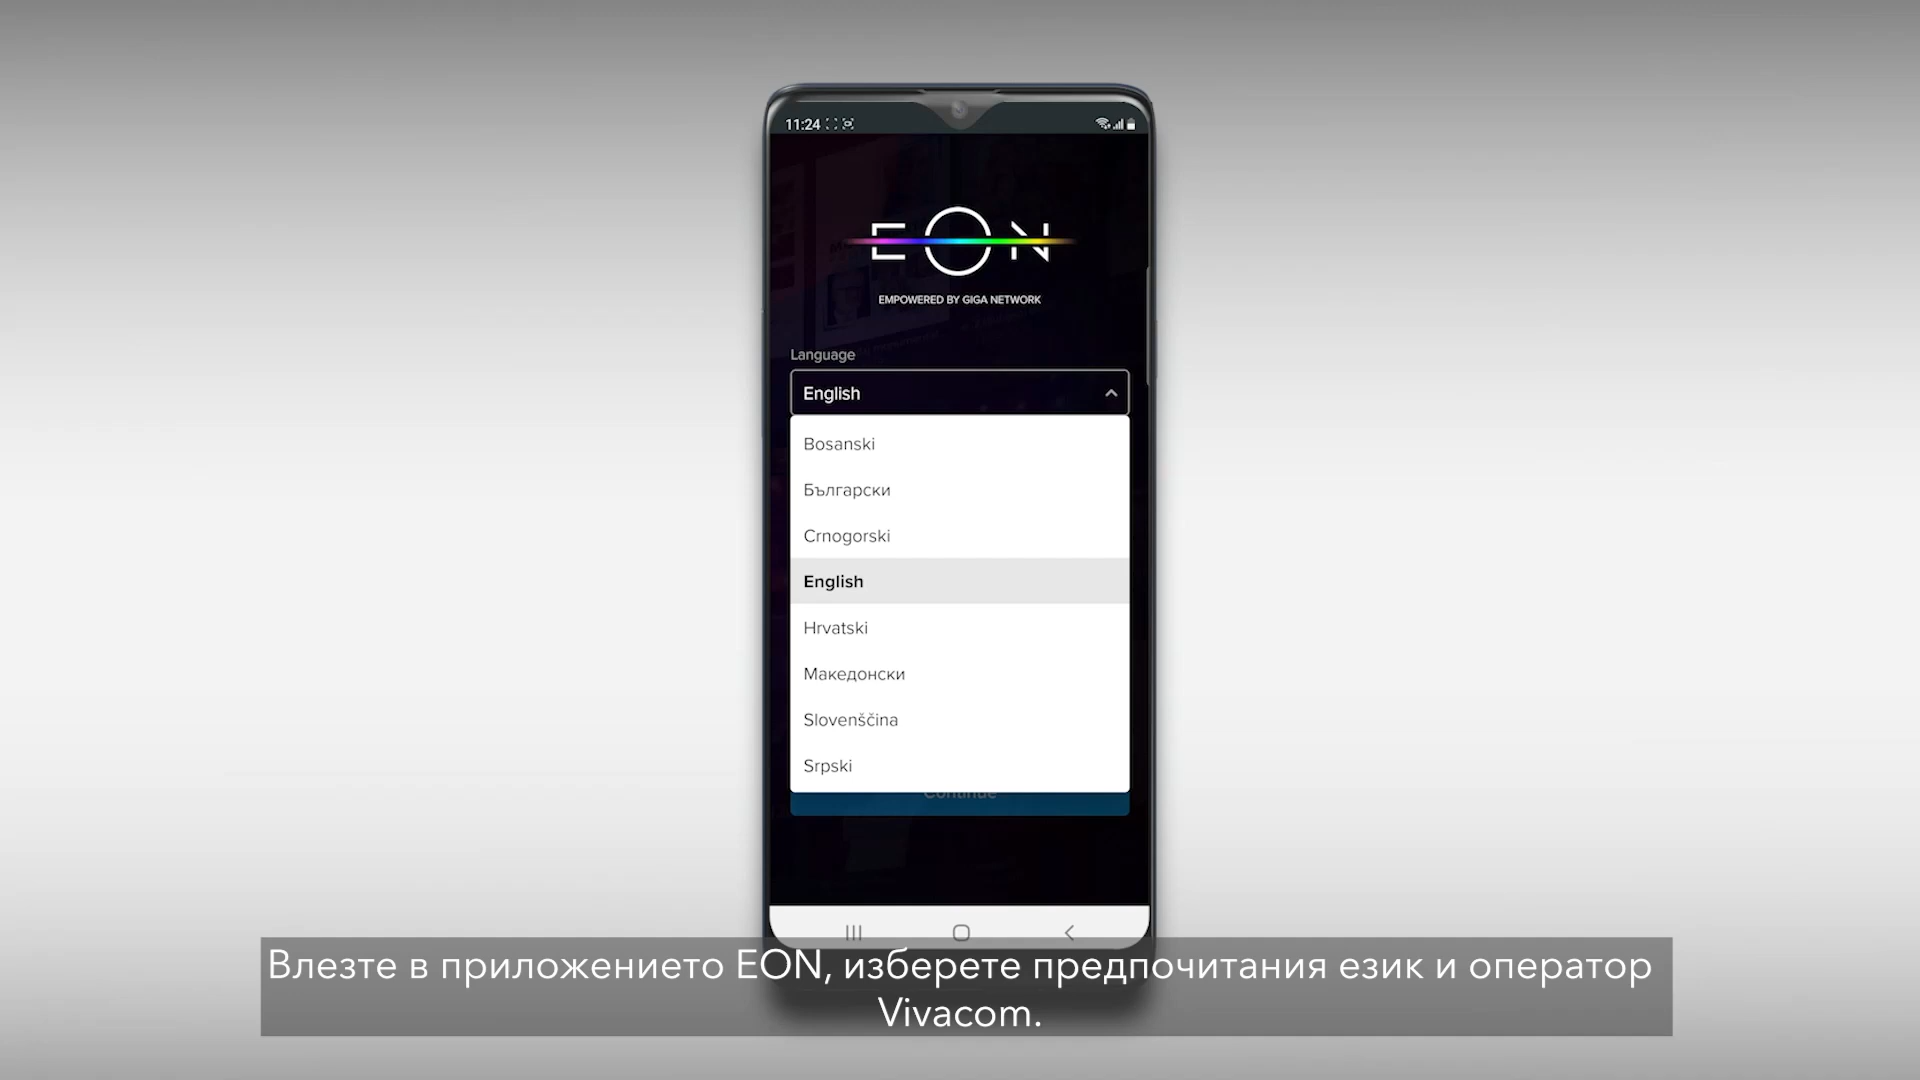 11:24
EON
EMPOWERED BY GIGA NETWORK
Language
English
Bosanski
Български
Crnogorski
English
Hrvatski
Македонски
Slovenščina
Srpski
Continue
Влезте в приложението EON, изберете предпочитания език и оператор
Vivacom.